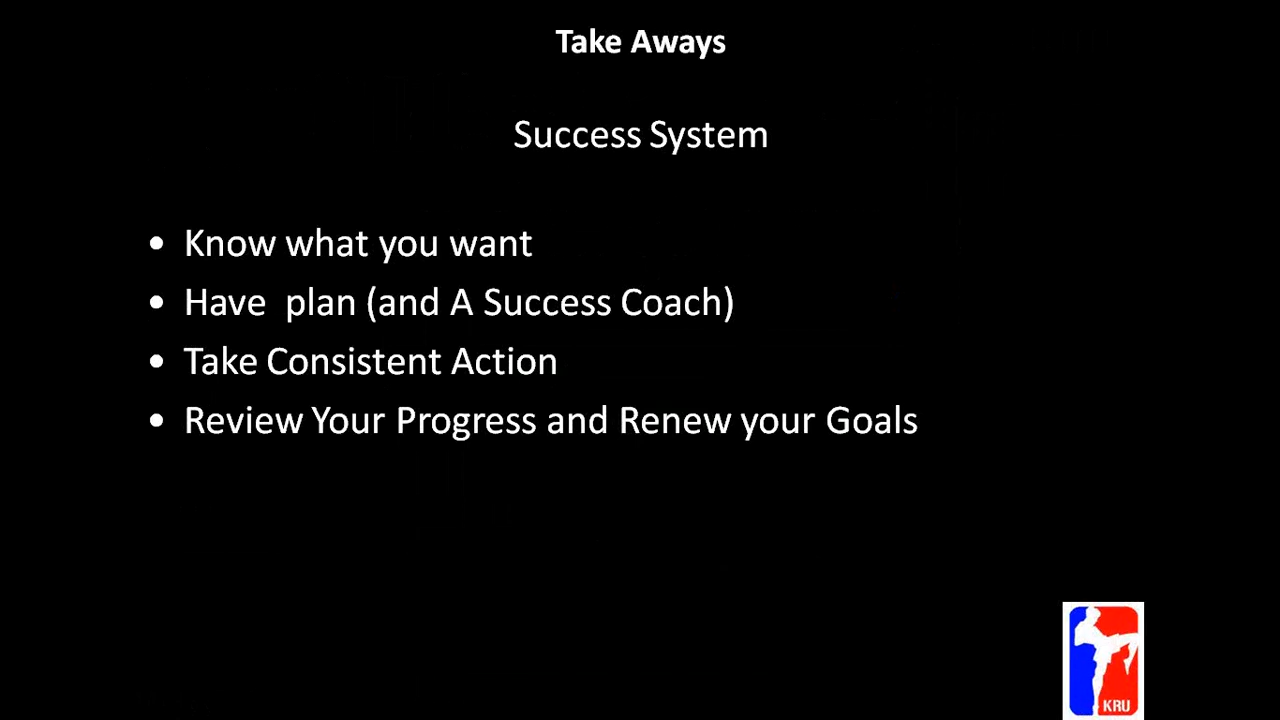 Take Aways
Success System
• Know what you want
• Have  plan (and A Success Coach)
• Take Consistent Action
• Review Your Progress and Renew your Goals
KRU